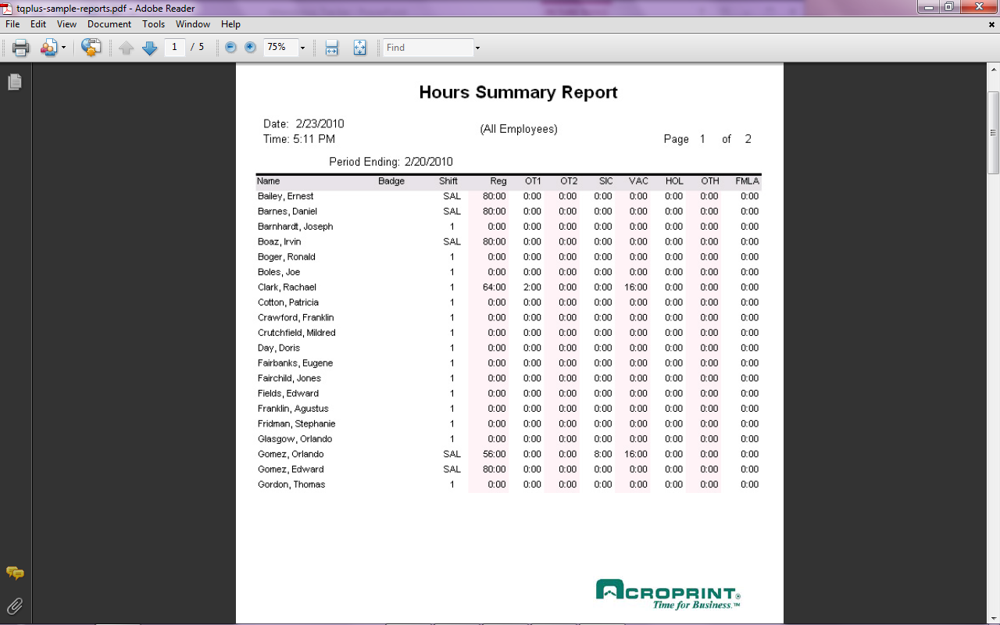 tqplus-sample-reports.pdf - Adobe Reader
File Edit View Document Tools Window Help
1 / 5 75% Find
Hours Summary Report
Date: 2/23/2010
(All Employees)
Time: 5:11 PM
Page 1 of 2
Period Ending: 2/20/2010
Name Badge Shift Reg OT1 OT2 SIC VAC HOL OTH FMLA
Bailey, Ernest SAL 80:00 0:00 0:00 0:00 0:00 0:00 0:00 0:00
Barnes, Daniel SAL 80:00 0:00 0:00 0:00 0:00 0:00 0:00 0:00
Barnhardt, Joseph 1 0:00 0:00 0:00 0:00 0:00 0:00 0:00 0:00
Boaz, Irvin SAL 80:00 0:00 0:00 0:00 0:00 0:00 0:00 0:00
Boger, Ronald 1 0:00 0:00 0:00 0:00 0:00 0:00 0:00 0:00
Boles, Joe 1 0:00 0:00 0:00 0:00 0:00 0:00 0:00 0:00
Clark, Rachael 1 64:00 2:00 0:00 0:00 16:00 0:00 0:00 0:00
Cotton, Patricia 1 0:00 0:00 0:00 0:00 0:00 0:00 0:00 0:00
Crawford, Franklin 1 0:00 0:00 0:00 0:00 0:00 0:00 0:00 0:00
Crutchfield, Mildred 1 0:00 0:00 0:00 0:00 0:00 0:00 0:00 0:00
Day, Doris 1 0:00 0:00 0:00 0:00 0:00 0:00 0:00 0:00
Fairbanks, Eugene 1 0:00 0:00 0:00 0:00 0:00 0:00 0:00 0:00
Fairchild, Jones 1 0:00 0:00 0:00 0:00 0:00 0:00 0:00 0:00
Fields, Edward 1 0:00 0:00 0:00 0:00 0:00 0:00 0:00 0:00
Franklin, Agustus 1 0:00 0:00 0:00 0:00 0:00 0:00 0:00 0:00
Fridman, Stephanie 1 0:00 0:00 0:00 0:00 0:00 0:00 0:00 0:00
Glasgow, Orlando 1 0:00 0:00 0:00 0:00 0:00 0:00 0:00 0:00
Gomez, Orlando SAL 56:00 0:00 0:00 8:00 16:00 0:00 0:00 0:00
Gomez, Edward SAL 80:00 0:00 0:00 0:00 0:00 0:00 0:00 0:00
Gordon, Thomas 1 0:00 0:00 0:00 0:00 0:00 0:00 0:00 0:00
ACROPRINT®
Time for Business.™